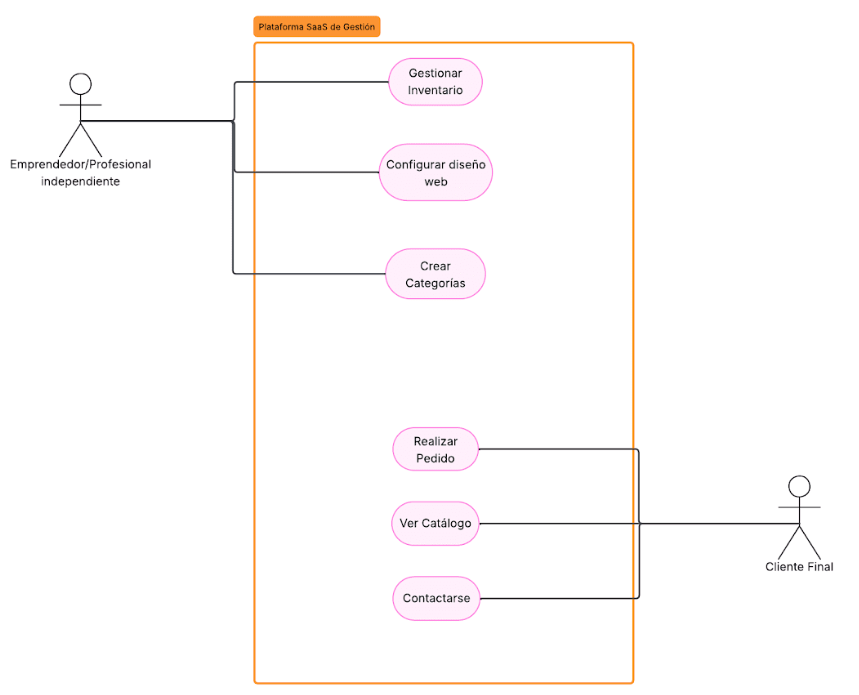 Plataforma SaaS de Gestión
Gestionar
Inventario
Emprendedor/Profesional
independiente
Configurar diseño
web
Crear
Categorías
Realizar
Pedido
Ver Catálogo
Cliente Final
Contactarse